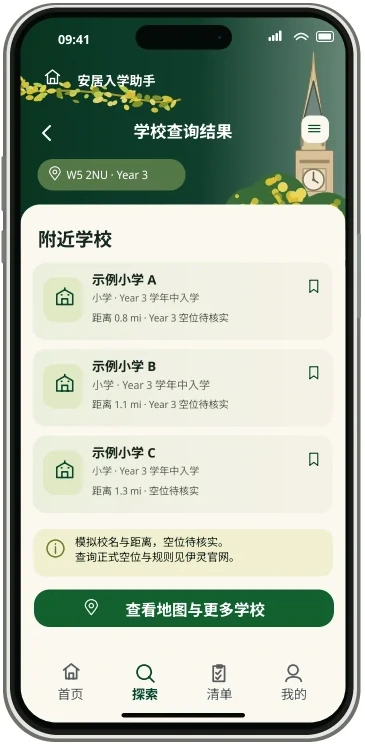 09:41
安居入学助手
学校查询结果
W5 2NU · Year 3
附近学校
示例小学 A
小学 · Year 3 学年中入学
距离 0.8 mi · Year 3 空位待核实
示例小学 B
小学 · Year 3 学年中入学
距离 1.1 mi · Year 3 空位待核实
示例小学 C
小学 · Year 3 学年中入学
距离 1.3 mi · 空位待核实
模拟校名与距离，空位待核实。
查询正式空位与规则见伊灵官网。
查看地图与更多学校
首页 探索 清单 我的